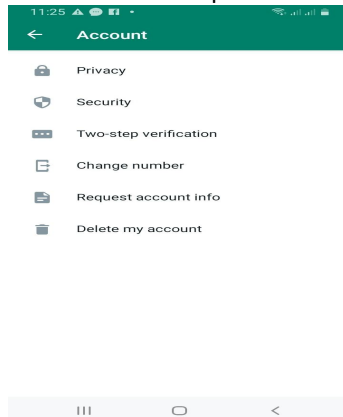 11:25
Account
Privacy
Security
Two-step verification
Change number
Request account info
Delete my account